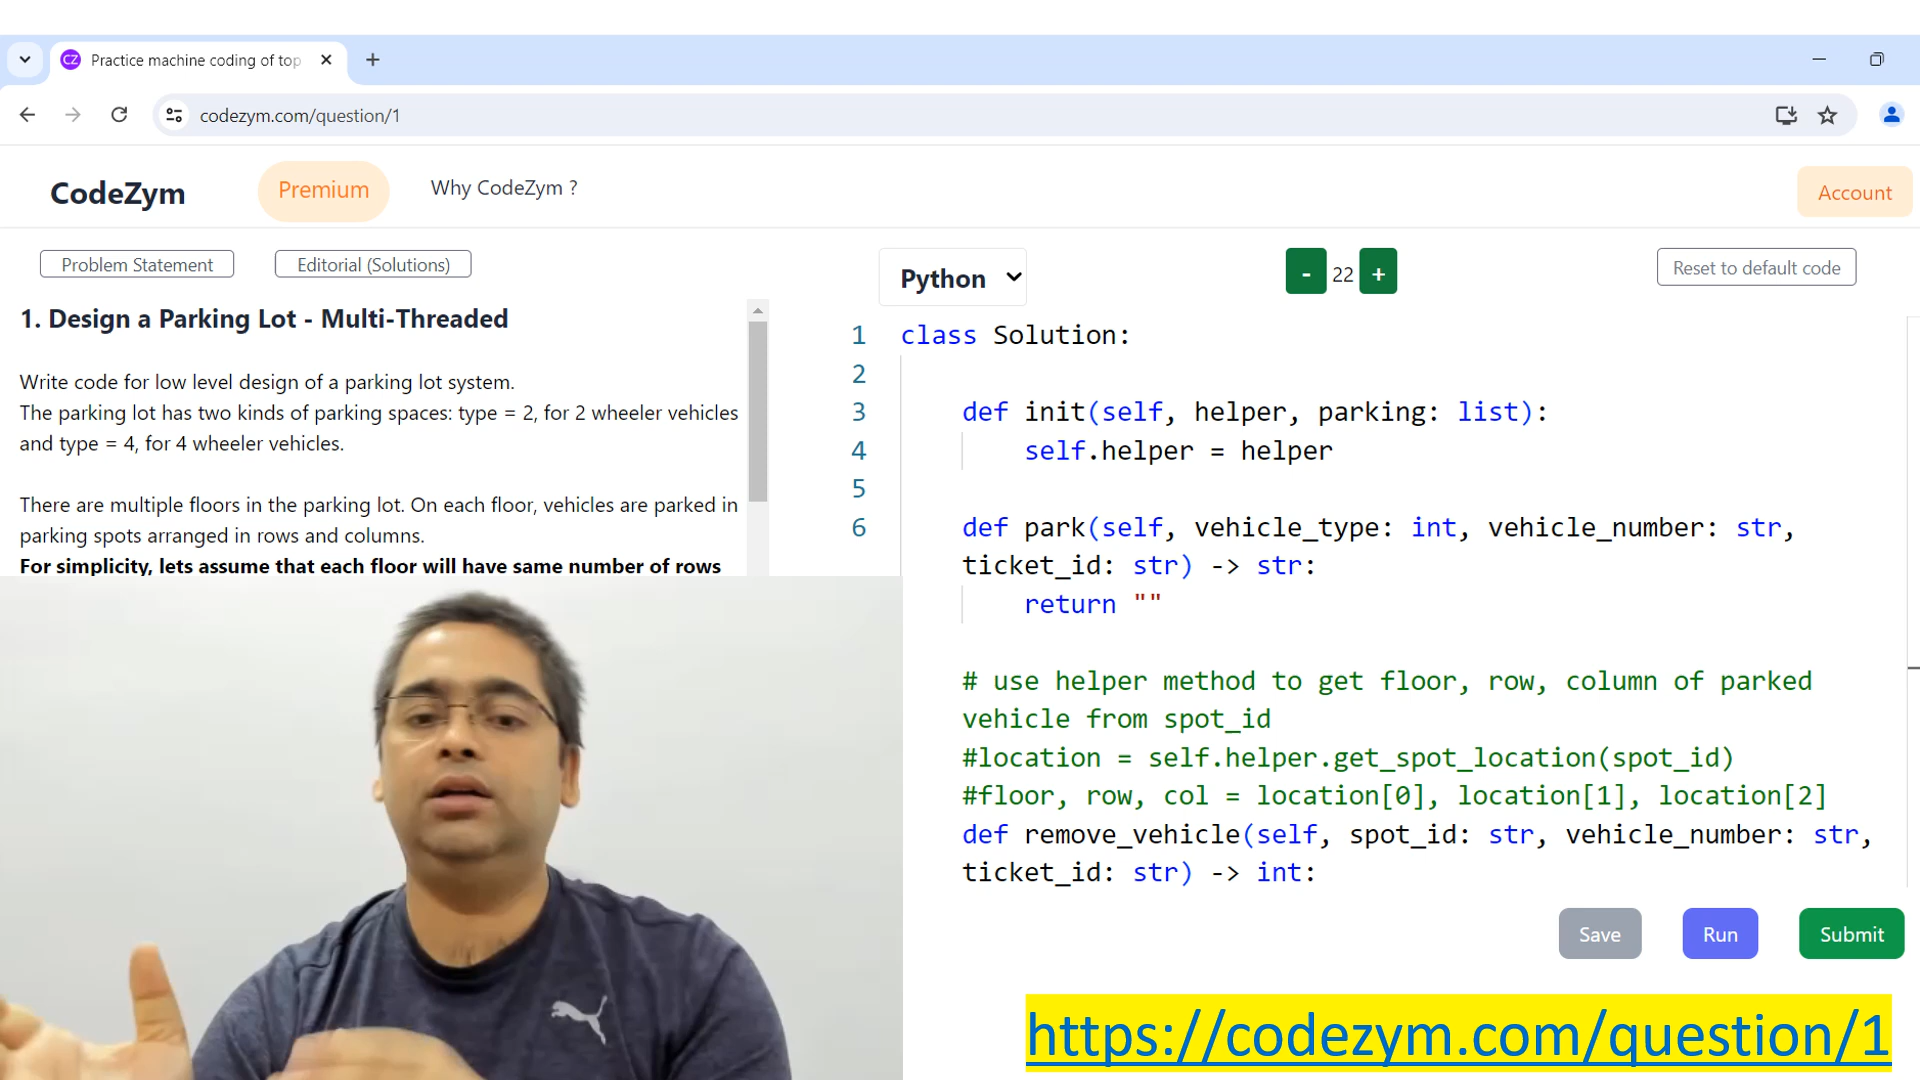 Practice machine coding of top
codezym.com/question/1
CodeZym
Premium
Why CodeZym ?
Account
Problem Statement
Editorial (Solutions)
Python
- 22 +
Reset to default code
1. Design a Parking Lot - Multi-Threaded
Write code for low level design of a parking lot system.
The parking lot has two kinds of parking spaces: type = 2, for 2 wheeler vehicles
and type = 4, for 4 wheeler vehicles.
There are multiple floors in the parking lot. On each floor, vehicles are parked in
parking spots arranged in rows and columns.
For simplicity, lets assume that each floor will have same number of rows
1 class Solution:
2
3 def init(self, helper, parking: list):
4 self.helper = helper
5
6 def park(self, vehicle_type: int, vehicle_number: str,
ticket_id: str) -> str:
return ""
# use helper method to get floor, row, column of parked
vehicle from spot_id
#location = self.helper.get_spot_location(spot_id)
#floor, row, col = location[0], location[1], location[2]
def remove_vehicle(self, spot_id: str, vehicle_number: str,
ticket_id: str) -> int:
Save
Run
Submit
https://codezym.com/question/1